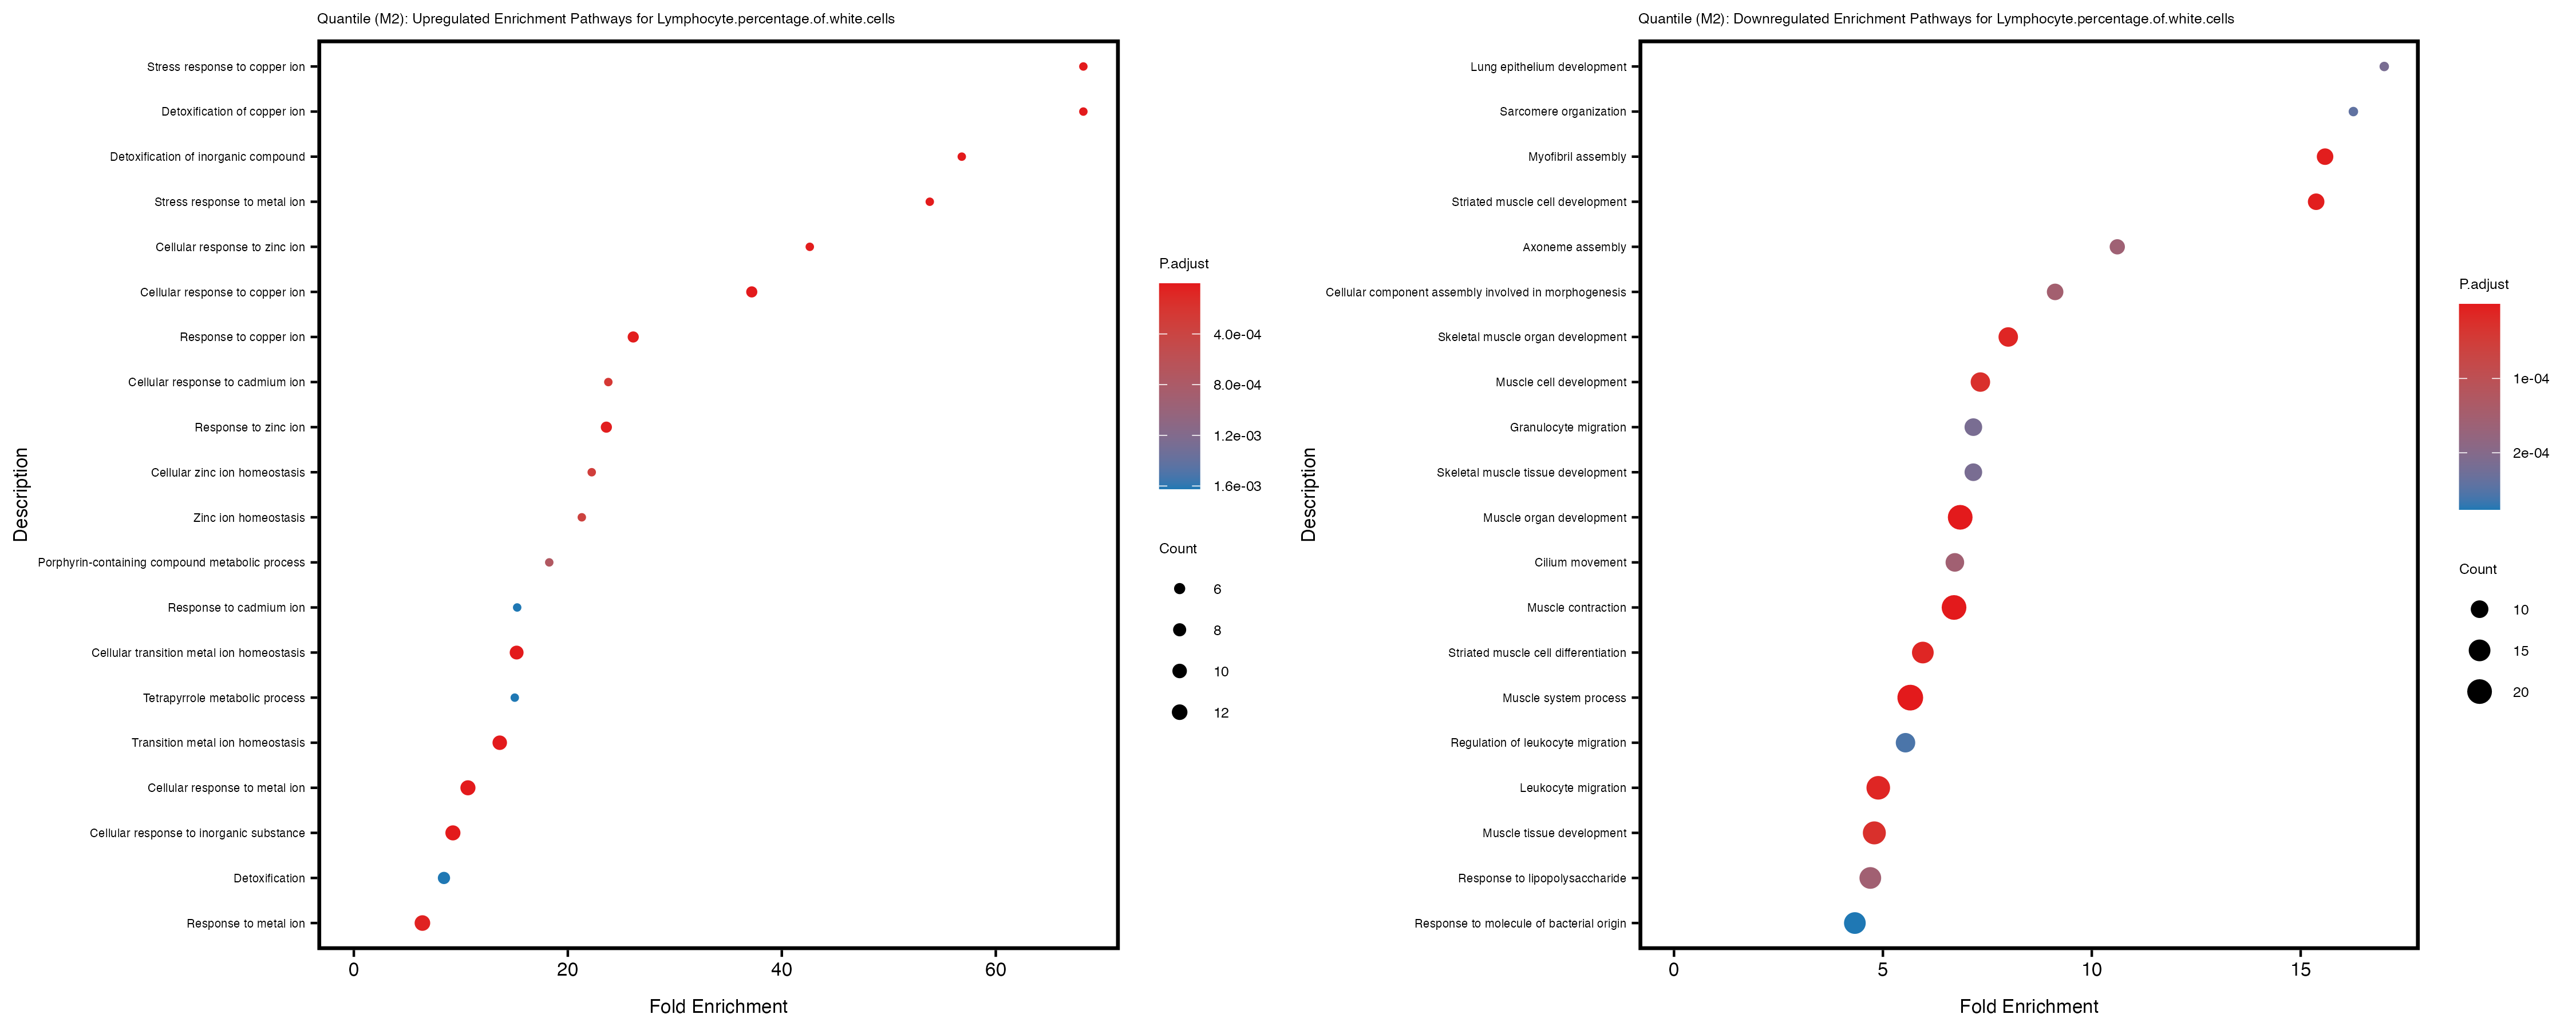 Quantile (M2): Upregulated Enrichment Pathways for Lymphocyte.percentage.of.white.cells
Description
Stress response to copper ion
Detoxification of copper ion
Detoxification of inorganic compound
Stress response to metal ion
Cellular response to zinc ion
Cellular response to copper ion
Response to copper ion
Cellular response to cadmium ion
Response to zinc ion
Cellular zinc ion homeostasis
Zinc ion homeostasis
Porphyrin-containing compound metabolic process
Response to cadmium ion
Cellular transition metal ion homeostasis
Tetrapyrrole metabolic process
Transition metal ion homeostasis
Cellular response to metal ion
Cellular response to inorganic substance
Detoxification
Response to metal ion
0 20 40 60
Fold Enrichment
P.adjust
4.0e-04
8.0e-04
1.2e-03
1.6e-03
Count
6
8
10
12
Quantile (M2): Downregulated Enrichment Pathways for Lymphocyte.percentage.of.white.cells
Description
Lung epithelium development
Sarcomere organization
Myofibril assembly
Striated muscle cell development
Axoneme assembly
Cellular component assembly involved in morphogenesis
Skeletal muscle organ development
Muscle cell development
Granulocyte migration
Skeletal muscle tissue development
Muscle organ development
Cilium movement
Muscle contraction
Striated muscle cell differentiation
Muscle system process
Regulation of leukocyte migration
Leukocyte migration
Muscle tissue development
Response to lipopolysaccharide
Response to molecule of bacterial origin
0 5 10 15
Fold Enrichment
P.adjust
1e-04
2e-04
Count
10
15
20